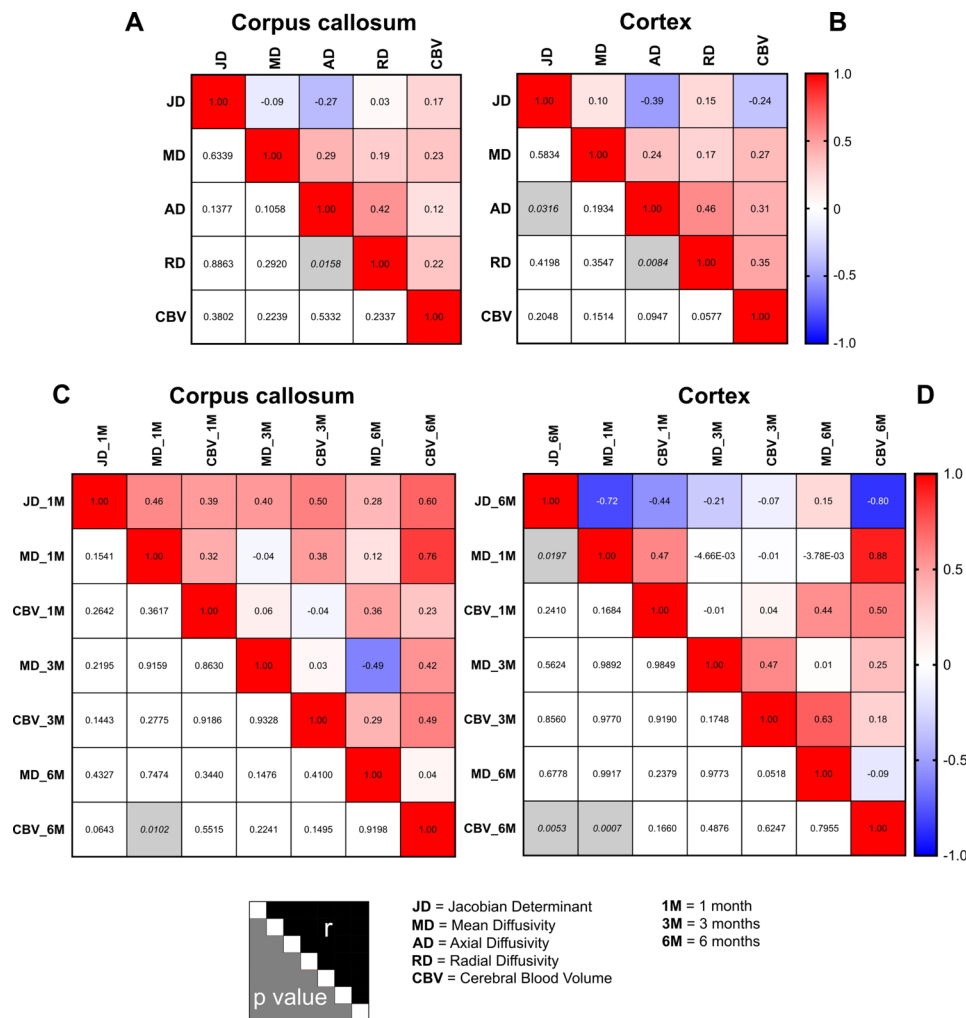 A Corpus callosum Cortex B
JD MD AD RD CBV JD MD AD RD CBV
JD 1.00 -0.09 -0.27 0.03 0.17 JD 1.00 0.10 -0.39 0.15 -0.24
MD 0.6339 1.00 0.29 0.19 0.23 MD 0.5834 1.00 0.24 0.17 0.27
AD 0.1377 0.1058 1.00 0.42 0.12 AD 0.0316 0.1934 1.00 0.46 0.31
RD 0.8863 0.2920 0.0158 1.00 0.22 RD 0.4198 0.3547 0.0084 1.00 0.35
CBV 0.3802 0.2239 0.5332 0.2337 1.00 CBV 0.2048 0.1514 0.0947 0.0577 1.00
1.0
0.5
0
-0.5
-1.0
C Corpus callosum Cortex D
JD_1M MD_1M CBV_1M MD_3M CBV_3M MD_6M CBV_6M JD_6M MD_1M CBV_1M MD_3M CBV_3M MD_6M CBV_6M
JD_1M 1.00 0.46 0.39 0.40 0.50 0.28 0.60 JD_6M 1.00 -0.72 -0.44 -0.21 -0.07 0.15 -0.80
MD_1M 0.1541 1.00 0.32 -0.04 0.38 0.12 0.76 MD_1M 0.0197 1.00 0.47 -4.66E-03 -0.01 -3.78E-03 0.88
CBV_1M 0.2642 0.3617 1.00 0.06 -0.04 0.36 0.23 CBV_1M 0.2410 0.1684 1.00 -0.01 0.04 0.44 0.50
MD_3M 0.2195 0.9159 0.8630 1.00 0.03 -0.49 0.42 MD_3M 0.5624 0.9892 0.9849 1.00 0.47 0.01 0.25
CBV_3M 0.1443 0.2775 0.9186 0.9328 1.00 0.29 0.49 CBV_3M 0.8560 0.9770 0.9190 0.1748 1.00 0.63 0.18
MD_6M 0.4327 0.7474 0.3440 0.1476 0.4100 1.00 0.04 MD_6M 0.6778 0.9917 0.2379 0.9773 0.0518 1.00 -0.09
CBV_6M 0.0643 0.0102 0.5515 0.2241 0.1495 0.9198 1.00 CBV_6M 0.0053 0.0007 0.1660 0.4876 0.6247 0.7955 1.00
1.0
0.5
0
-0.5
-1.0
r
p value
JD = Jacobian Determinant
MD = Mean Diffusivity
AD = Axial Diffusivity
RD = Radial Diffusivity
CBV = Cerebral Blood Volume
1M = 1 month
3M = 3 months
6M = 6 months